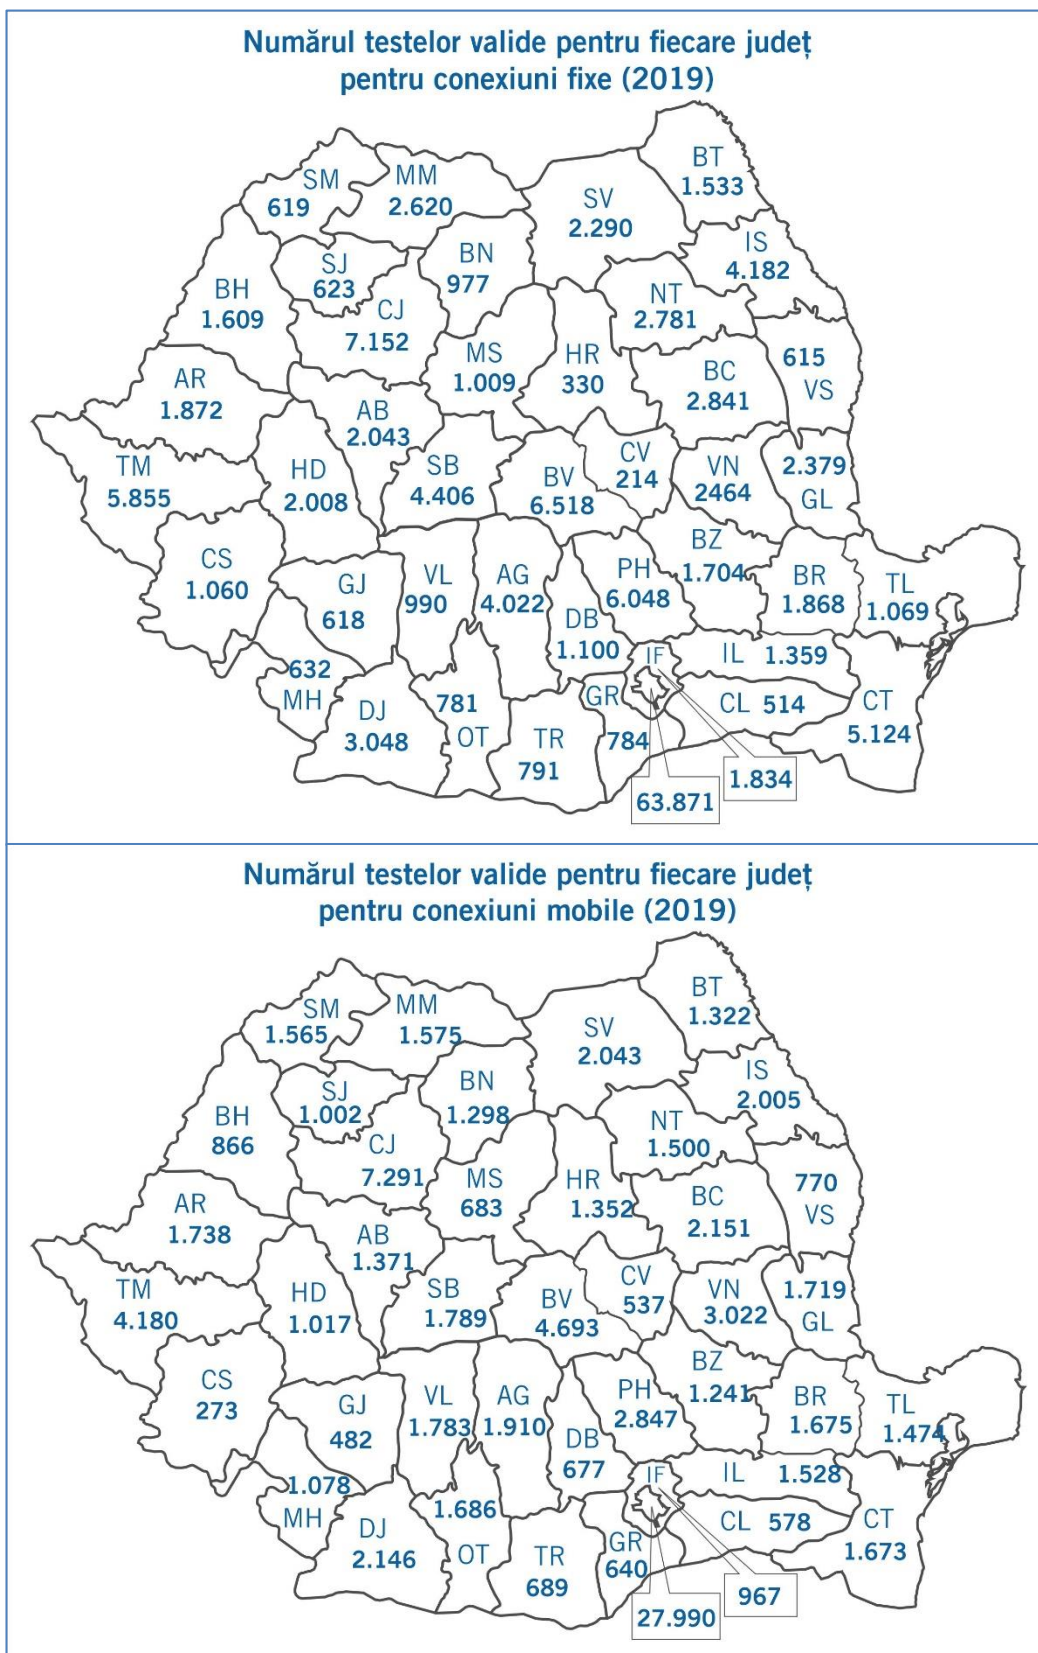 Numărul testelor valide pentru fiecare județ
pentru conexiuni fixe (2019)
BT
1.533
SM
619
MM
2.620
SV
2.290
IS
4.182
BN
977
SJ
623
BH
1.609
NT
2.781
CJ
7.152
MS
1.009
HR
330
615
VS
BC
2.841
AR
1.872
AB
2.043
TM
5.855
HD
2.008
SB
4.406
BV
6.518
CV
214
VN
2464
2.379
GL
CS
1.060
GJ
618
VL
990
AG
4.022
PH
6.048
BZ
1.704
BR
1.868
TL
1.069
DB
1.100
IF
IL 1.359
632
MH
DJ
3.048
781
OT
TR
791
GR
784
CL 514
CT
5.124
1.834
63.871
Numărul testelor valide pentru fiecare județ
pentru conexiuni mobile (2019)
BT
1.322
SM
1.565
MM
1.575
SV
2.043
IS
2.005
BN
1.298
SJ
1.002
BH
866
NT
1.500
CJ
7.291
MS
683
HR
1.352
770
VS
BC
2.151
AR
1.738
AB
1.371
TM
4.180
HD
1.017
SB
1.789
BV
4.693
CV
537
VN
3.022
1.719
GL
CS
273
GJ
482
VL
1.783
AG
1.910
PH
2.847
BZ
1.241
BR
1.675
TL
1.474
DB
677
IF
IL 1.528
1.078
MH
DJ
2.146
1.686
OT
TR
689
GR
640
CL 578
CT
1.673
967
27.990